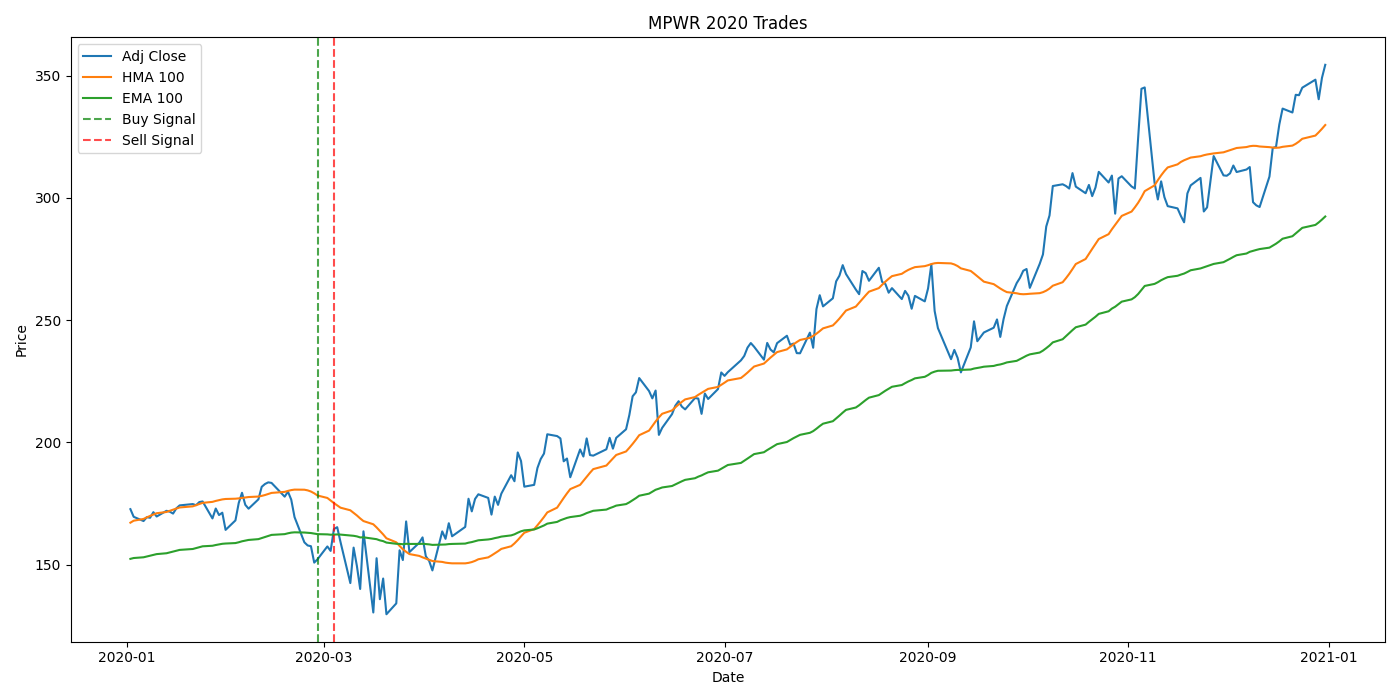 MPWR 2020 Trades
Adj Close
HMA 100
EMA 100
Buy Signal
Sell Signal
Price
350
300
250
200
150
2020-01
2020-03
2020-05
2020-07
2020-09
2020-11
2021-01
Date